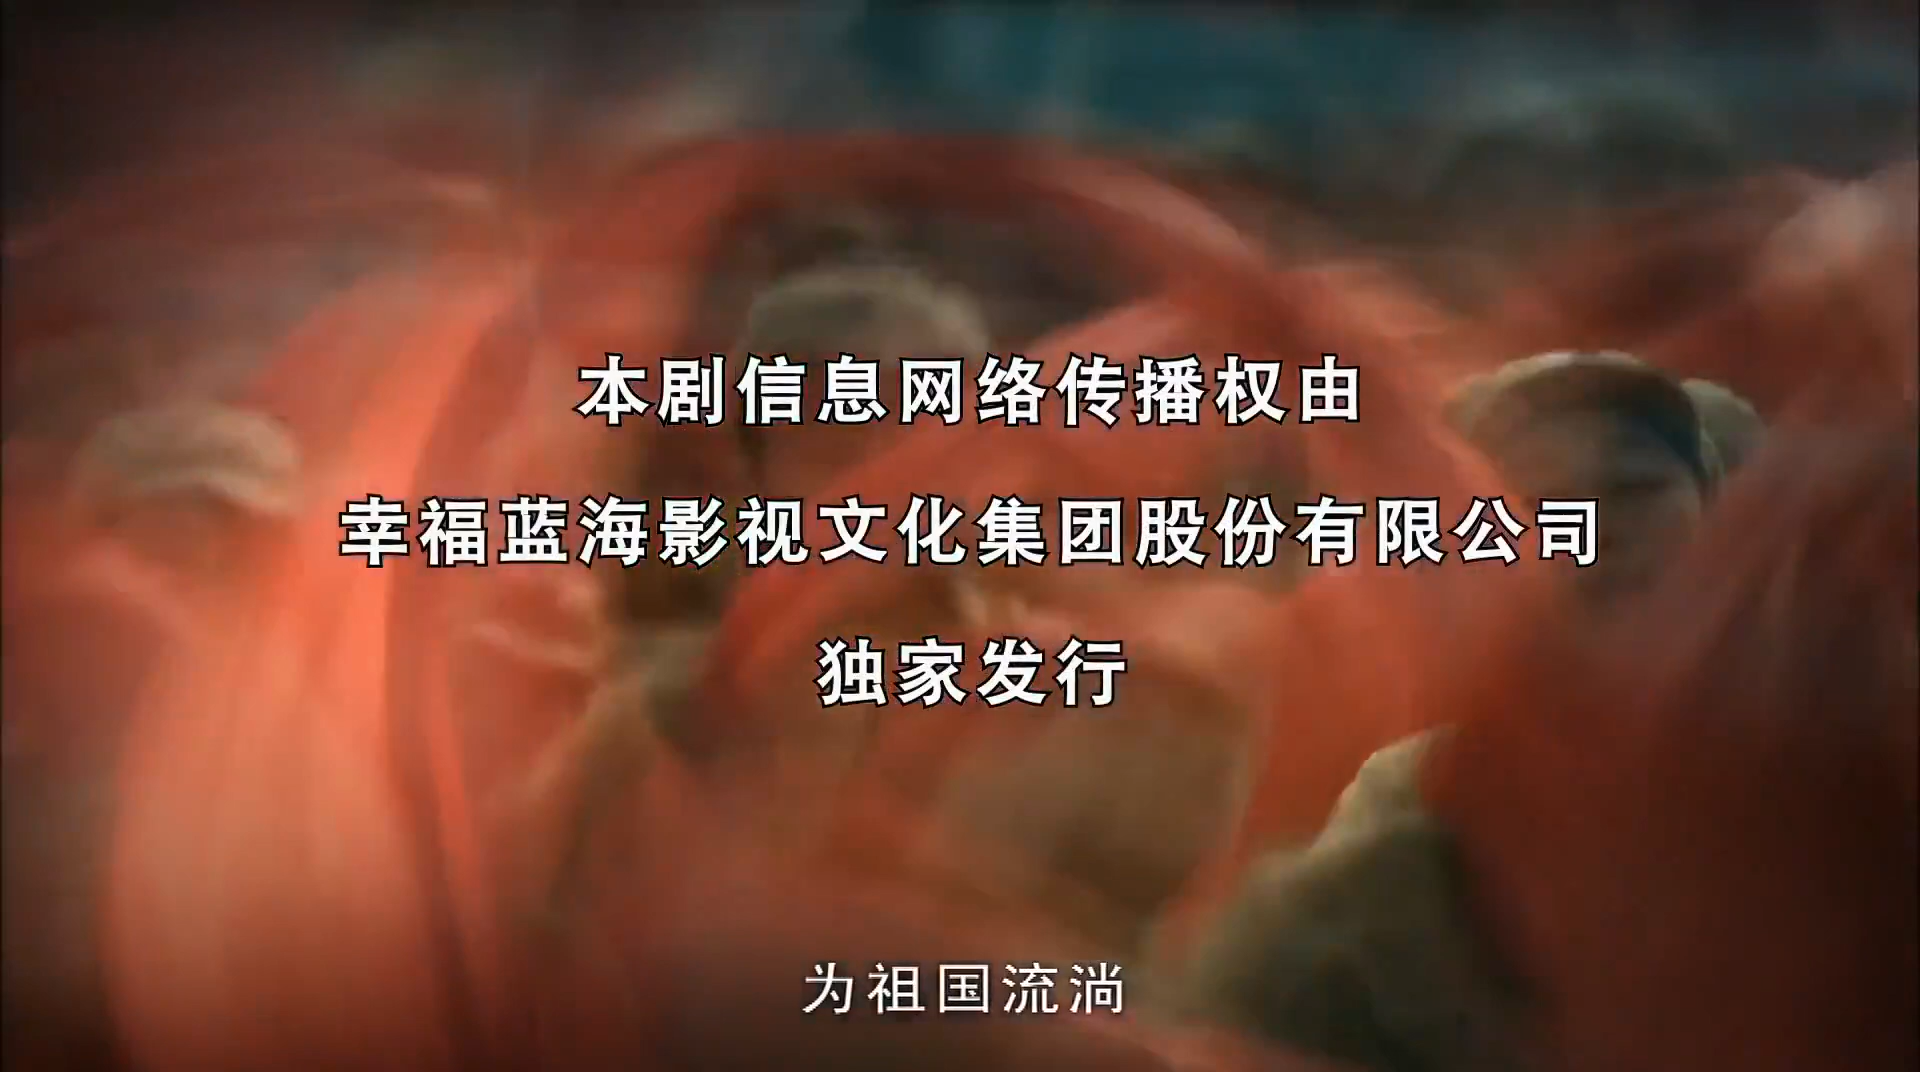 本剧信息网络传播权由
幸福蓝海影视文化集团股份有限公司
独家发行
为祖国流淌